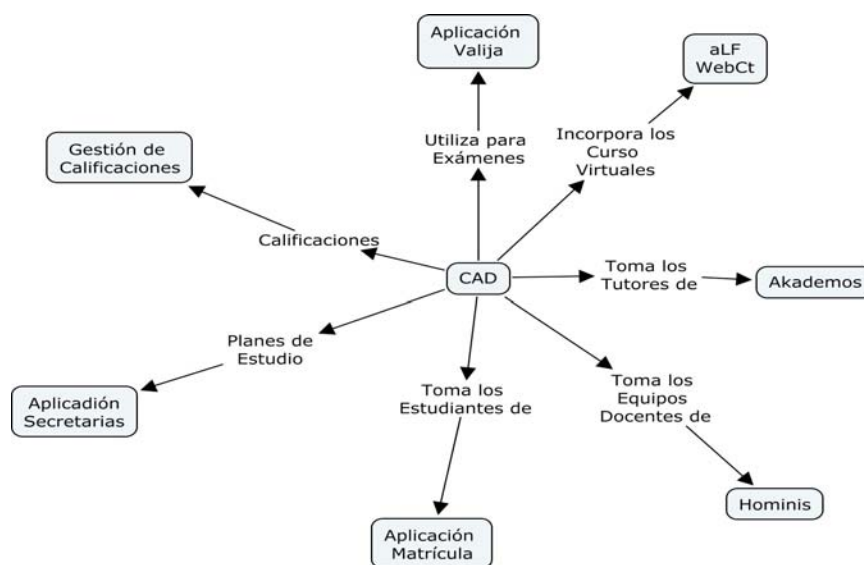 Aplicación
Valija
aLF
WebCt
Utiliza para
Exámenes
Incorpora los
Curso
Virtuales
Gestión de
Calificaciones
Calificaciones
CAD
Toma los
Tutores de
Akademos
Planes de
Estudio
Toma los
Estudiantes de
Toma los
Equipos
Docentes de
Aplicadión
Secretarias
Hominis
Aplicación
Matrícula